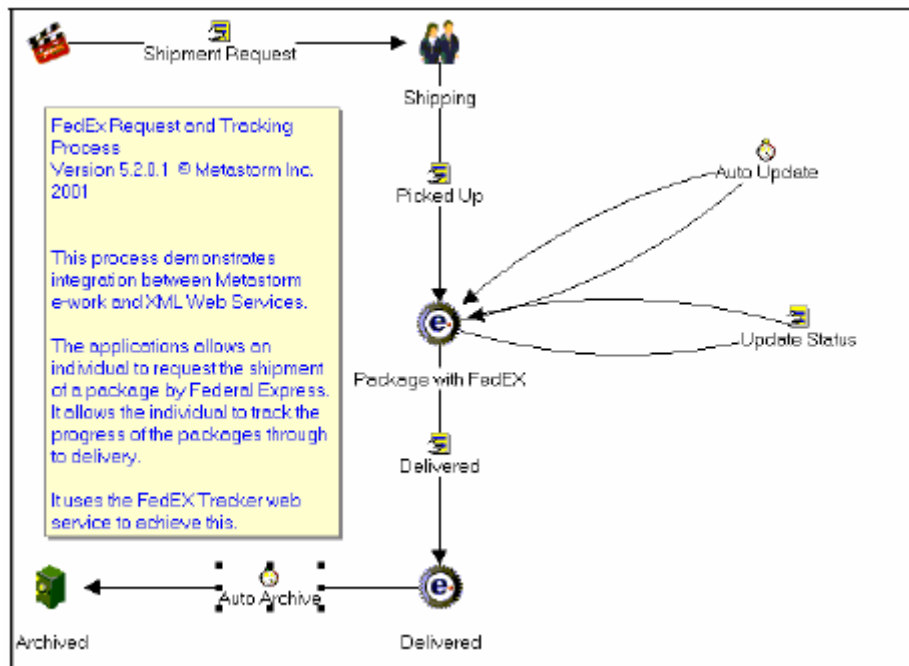 Shipment Request
Shipping
FedEx Request and Tracking
Process
Version 5.2.0.1 © Metastorm Inc.
2001
This process demonstrates
integration between Metastorm
e-work and XML Web Services.
The applications allows an
individual to request the shipment
of a package by Federal Express.
It allows the individual to track the
progress of the packages through
to delivery.
It uses the FedEX Tracker web
service to achieve this.
Picked Up
Auto Update
e
Update Status
Package with FedEX
Delivered
Auto Archive
e
Archived
Delivered